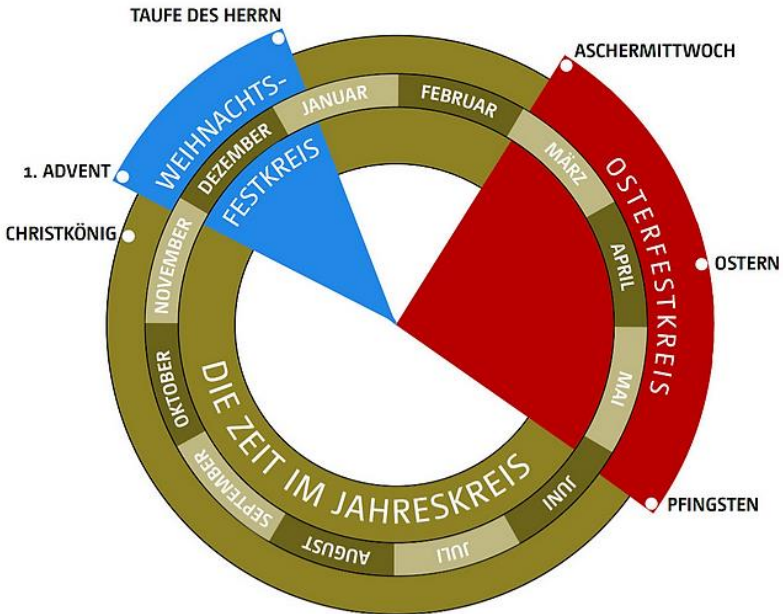 TAUFE DES HERRN
ASCHERMITTWOCH
1. ADVENT
CHRISTKÖNIG
OSTERN
PFINGSTEN
WEIHNACHTS-
FESTKREIS
OSTERFESTKREIS
DIE ZEIT IM JAHRESKREIS
JANUAR
FEBRUAR
MÄRZ
APRIL
MAI
JUNI
JULI
AUGUST
SEPTEMBER
OKTOBER
NOVEMBER
DEZEMBER